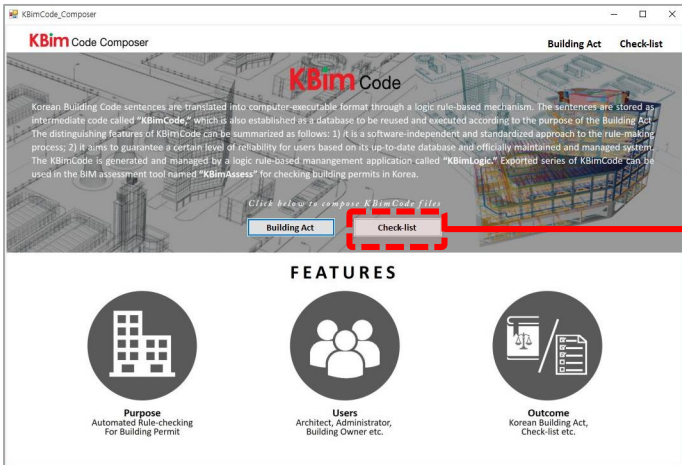 KBimCode_Composer
KBim Code Composer
Building Act Check-list
KBim Code
Korean Building Code sentences are translated into computer-executable format through a logic rule-based mechanism. The sentences are stored as
intermediate code called "KBimCode," which is also established as a database to be reused and executed according to the purpose of the Building Act.
The distinguishing features of KBimCode can be summarized as follows: 1) it is a software-independent and standardized approach to the rule-making
process; 2) it aims to guarantee a certain level of reliability for users based on its up-to-date database and officially maintained and managed system.
The KBimCode is generated and managed by a logic rule-based manangement application called "KBimLogic." Exported series of KBimCode can be
used in the BIM assessment tool named "KBimAssess" for checking building permits in Korea.
Click below to compose KBimCode files
Building Act Check-list
FEATURES
Purpose
Automated Rule-checking
For Building Permit
Users
Architect, Administrator,
Building Owner etc.
Outcome
Korean Building Act,
Check-list etc.